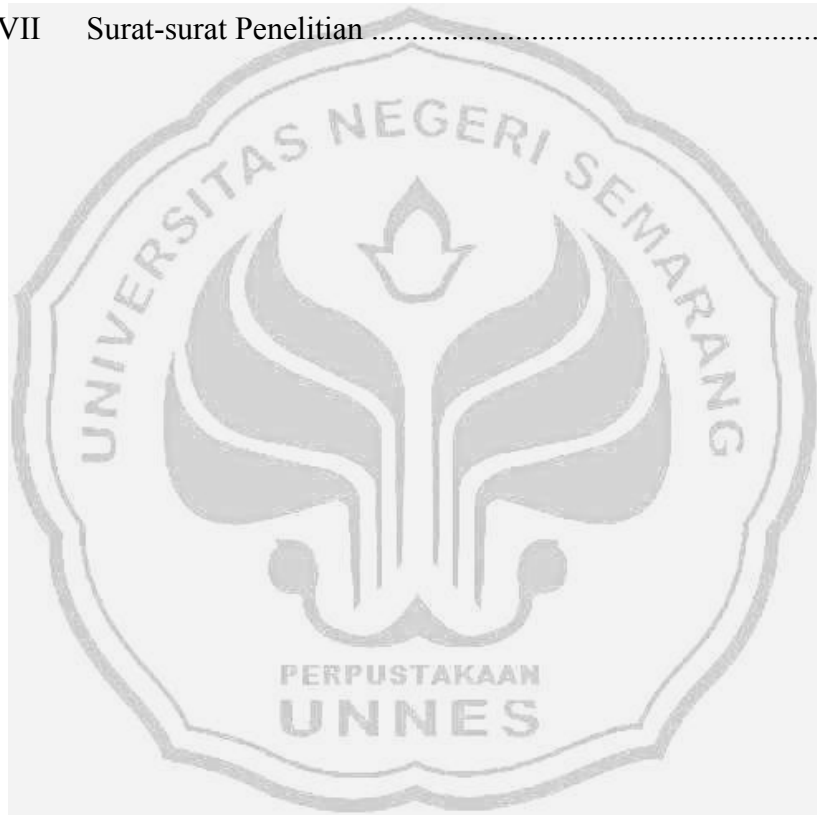 VII Surat-surat Penelitian ........................................................
UNIVERSITAS NEGERI SEMARANG
PERPUSTAKAAN
UNNES